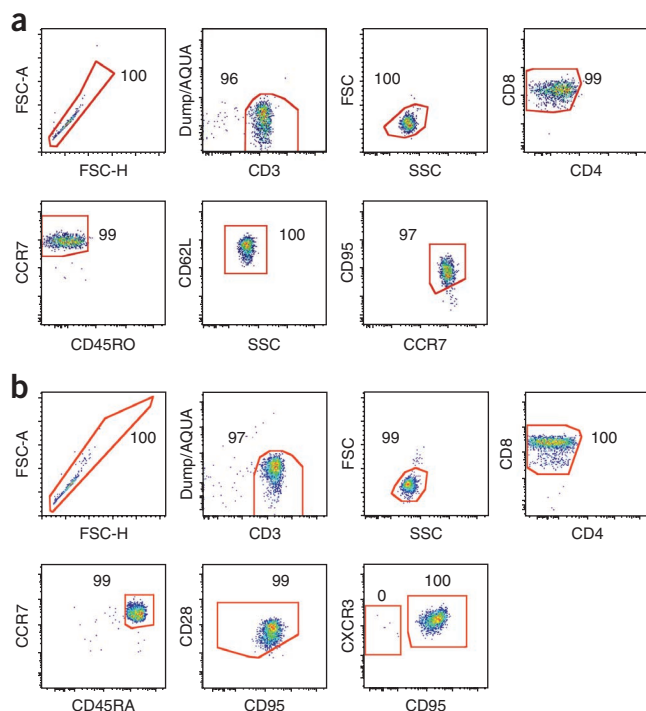 a
FSC-A
100
FSC-H
Dump/AQUA
96
CD3
FSC
100
SSC
CD8
99
CD4
CCR7
99
CD45RO
CD62L
100
SSC
CD95
97
CCR7
b
FSC-A
100
FSC-H
Dump/AQUA
97
CD3
FSC
99
SSC
CD8
100
CD4
CCR7
99
CD45RA
CD28
99
CD95
CXCR3
0
100
CD95